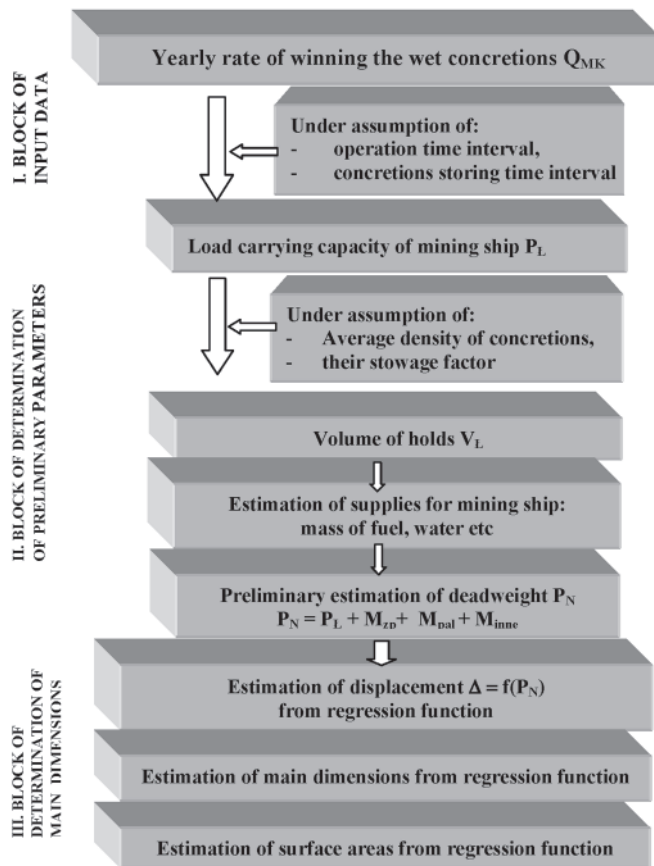 Yearly rate of winning the wet concretions Q_MK
I. BLOCK OF
INPUT DATA
Under assumption of:
- operation time interval,
- concretions storing time interval
Load carrying capacity of mining ship P_L
II. BLOCK OF DETERMINATION
OF PRELIMINARY PARAMETERS
Under assumption of:
- Average density of concretions,
- their stowage factor
Volume of holds V_L
Estimation of supplies for mining ship:
mass of fuel, water etc
Preliminary estimation of deadweight P_N
P_N = P_L + M_zp + M_pal + M_inne
III. BLOCK OF
DETERMINATION OF
MAIN DIMENSIONS
Estimation of displacement Δ = f(P_N)
from regression function
Estimation of main dimensions from regression function
Estimation of surface areas from regression function